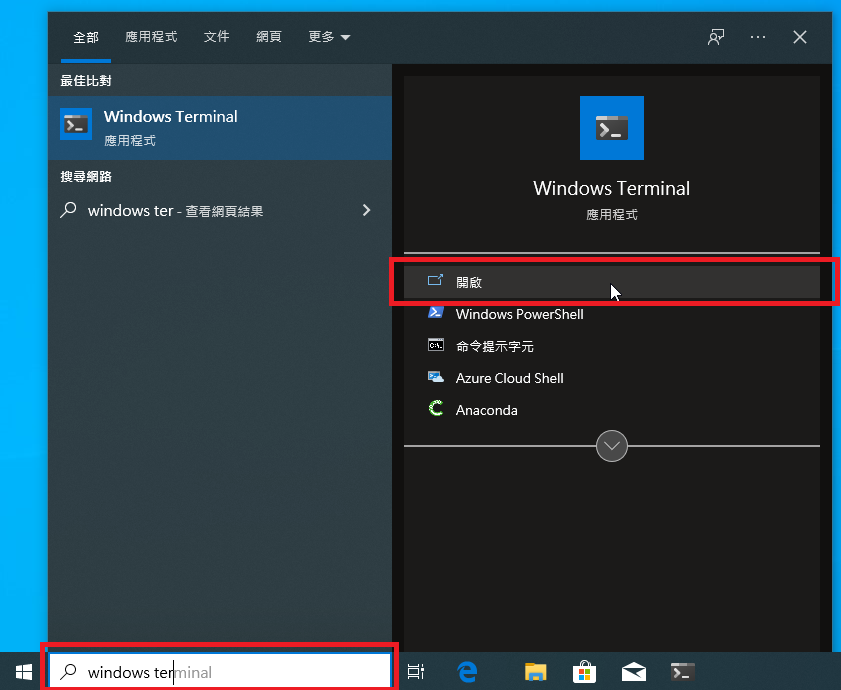 全部 應用程式 文件 網頁 更多
最佳比對
Windows Terminal
應用程式
搜尋網路
windows ter - 查看網頁結果
Windows Terminal
應用程式
開啟
Windows PowerShell
命令提示字元
Azure Cloud Shell
Anaconda
windows terminal